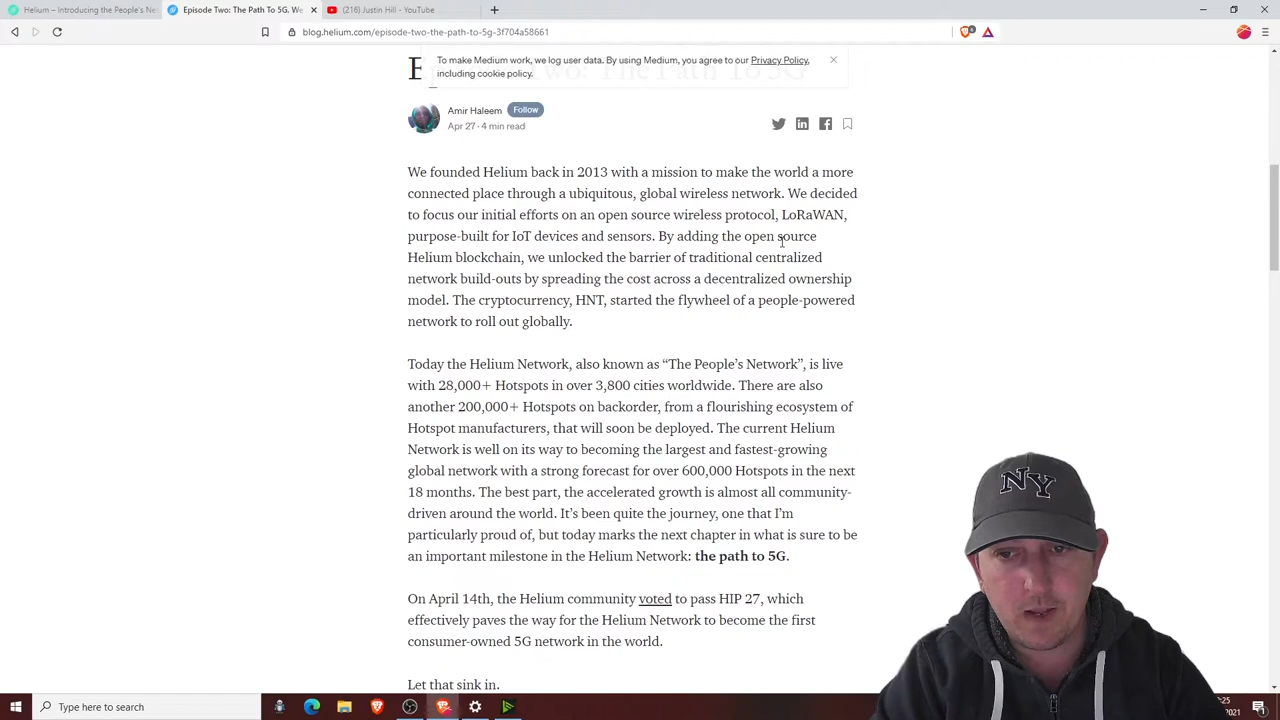 Helium – Introducing the People's Ne
Episode Two: The Path To 5G. We
(216) Justin Hill - YouTube
blog.helium.com/episode-two-the-path-to-5g-3f704a58661
To making Medium work, we log user data. By using Medium, you agree to our Privacy Policy,
including cookie policy.
Two: The Path To 5G
Amir Haleem
Follow
Apr 27 · 4 min read
We founded Helium back in 2013 with a mission to make the world a more
connected place through a ubiquitous, global wireless network. We decided
to focus our initial efforts on an open source wireless protocol, LoRaWAN,
purpose-built for IoT devices and sensors. By adding the open source
Helium blockchain, we unlocked the barrier of traditional centralized
network build-outs by spreading the cost across a decentralized ownership
model. The cryptocurrency, HNT, started the flywheel of a people-powered
network to roll out globally.
Today the Helium Network, also known as “The People’s Network”, is live
with 28,000+ Hotspots in over 3,800 cities worldwide. There are also
another 200,000+ Hotspots on backorder, from a flourishing ecosystem of
Hotspot manufacturers, that will soon be deployed. The current Helium
Network is well on its way to becoming the largest and fastest-growing
global network with a strong forecast for over 600,000 Hotspots in the next
18 months. The best part, the accelerated growth is almost all community-
driven around the world. It’s been quite the journey, one that I’m
particularly proud of, but today marks the next chapter in what is sure to be
an important milestone in the Helium Network: the path to 5G.
On April 14th, the Helium community voted to pass HIP 27, which
effectively paves the way for the Helium Network to become the first
consumer-owned 5G network in the world.
Let that sink in.
NY
Type here to search